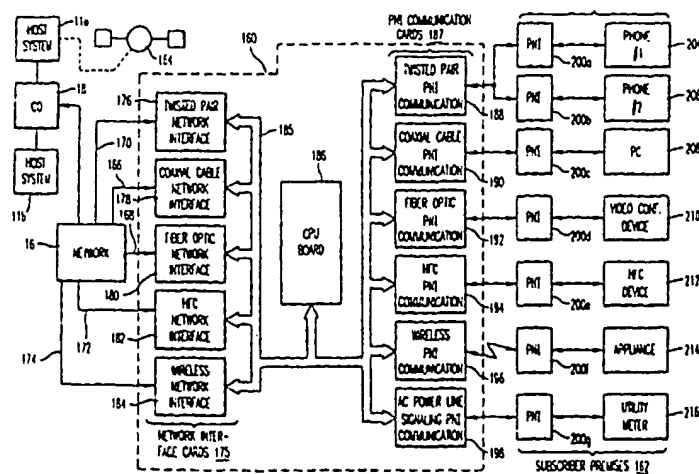 HOST SYSTEM
11a
164
160
PNI COMMUNICATION CARDS 187
CO
18
HOST SYSTEM
11b
NETWORK
16
170
166
168
172
174
176
TWISTED PAIR NETWORK INTERFACE
COAXIAL CABLE NETWORK INTERFACE
178
FIBER OPTIC NETWORK INTERFACE
180
HFC NETWORK INTERFACE
182
WIRELESS NETWORK INTERFACE
184
NETWORK INTERFACE CARDS 175
185
186
CPU BOARD
TWISTED PAIR PNI COMMUNICATION
188
COAXIAL CABLE PNI COMMUNICATION
190
FIBER OPTIC PNI COMMUNICATION
192
HFC PNI COMMUNICATION
194
WIRELESS PNI COMMUNICATION
196
AC POWER LINE SIGNALING PNI COMMUNICATION
198
PNI
200a
PHONE #1
204
PNI
200b
PHONE #2
206
PNI
200c
PC
208
PNI
200d
VIDEO CONF. DEVICE
210
PNI
200e
HFC DEVICE
212
PNI
200f
APPLIANCE
214
PNI
200g
UTILITY METER
216
SUBSCRIBER PREMISES 162